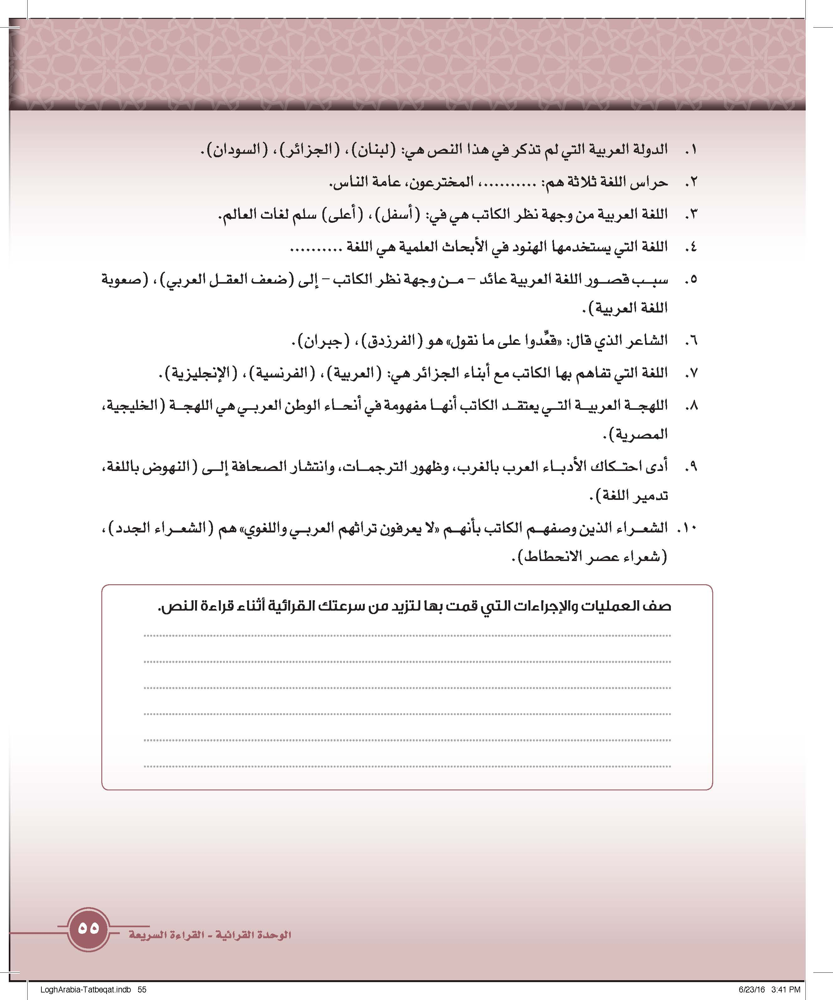 ١. الدولة العربية التي لم تذكر في هذا النص هي: (لبنان)، (الجزائر)، (السودان).
٢. حراس اللغة ثلاثة هم: ..........، المخترعون، عامة الناس.
٣. اللغة العربية من وجهة نظر الكاتب هي في: (أسفل)، (أعلى) سلم لغات العالم.
٤. اللغة التي يستخدمها الهنود في الأبحاث العلمية هي اللغة ..........
٥. سبب قصور اللغة العربية عائد – من وجهة نظر الكاتب – إلى (ضعف العقل العربي)، (صعوبة
اللغة العربية).
٦. الشاعر الذي قال: «قعِّدوا على ما نقول» هو (الفرزدق)، (جبران).
٧. اللغة التي تفاهم بها الكاتب مع أبناء الجزائر هي: (العربية)، (الفرنسية)، (الإنجليزية).
٨. اللهجة العربية التي يعتقد الكاتب أنها مفهومة في أنحاء الوطن العربي هي اللهجة (الخليجية،
المصرية).
٩. أدى احتكاك الأدباء العرب بالغرب، وظهور الترجمات، وانتشار الصحافة إلى (النهوض باللغة،
تدمير اللغة).
١٠. الشعراء الذين وصفهم الكاتب بأنهم «لا يعرفون تراثهم العربي واللغوي» هم (الشعراء الجدد)،
(شعراء عصر الانحطاط).
صف العمليات والإجراءات التي قمت بها لتزيد من سرعتك القرائية أثناء قراءة النص.
الوحدة القرائية - القراءة السريعة
٥٥
LoghArabia-Tatbeqat.indb 55
6/23/16 3:41 PM